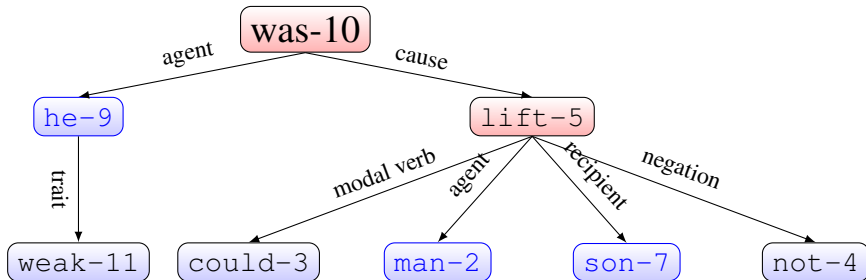 was-10
agent
cause
he-9
lift-5
trait
modal verb
agent
recipient
negation
weak-11
could-3
man-2
son-7
not-4